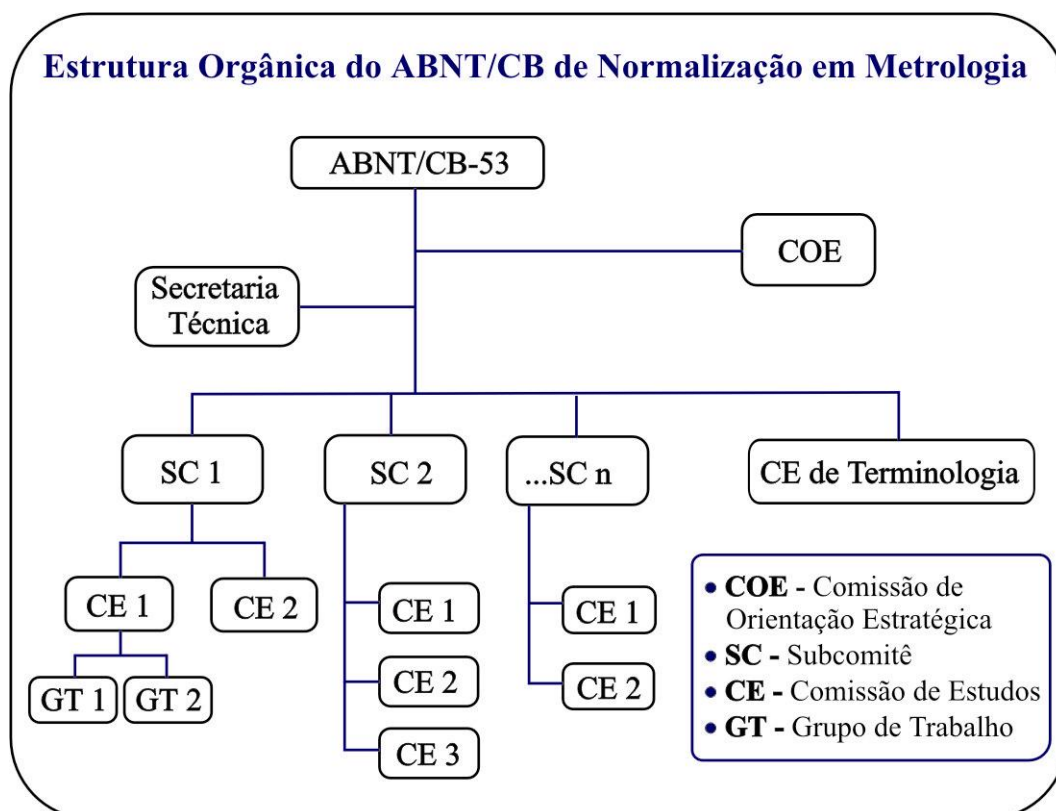 Estrutura Orgânica do ABNT/CB de Normalização em Metrologia
ABNT/CB-53
COE
Secretaria
Técnica
SC 1
SC 2
...SC n
CE de Terminologia
CE 1
CE 2
GT 1
GT 2
CE 1
CE 2
CE 3
CE 1
CE 2
• COE - Comissão de
Orientação Estratégica
• SC - Subcomitê
• CE - Comissão de Estudos
• GT - Grupo de Trabalho